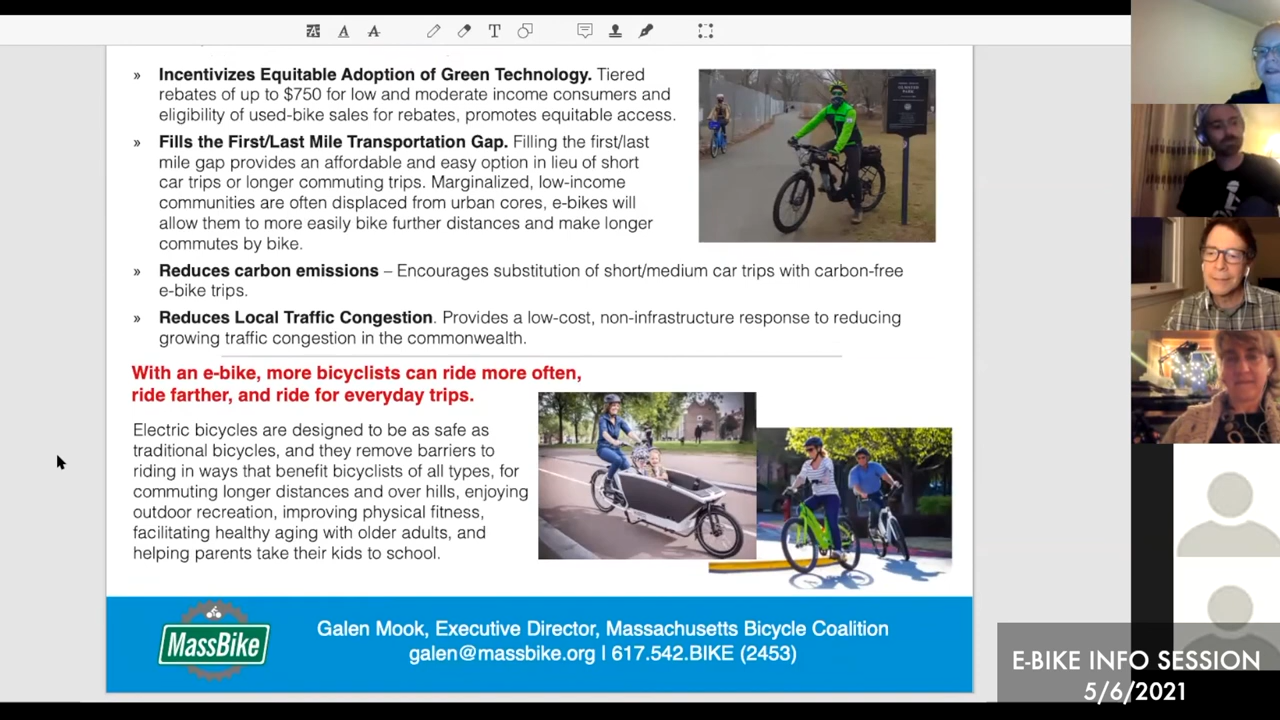 » Incentivizes Equitable Adoption of Green Technology. Tiered
rebates of up to $750 for low and moderate income consumers and
eligibility of used-bike sales for rebates, promotes equitable access.
» Fills the First/Last Mile Transportation Gap. Filling the first/last
mile gap provides an affordable and easy option in lieu of short
car trips or longer commuting trips. Marginalized, low-income
communities are often displaced from urban cores, e-bikes will
allow them to more easily bike further distances and make longer
commutes by bike.
» Reduces carbon emissions – Encourages substitution of short/medium car trips with carbon-free
e-bike trips.
» Reduces Local Traffic Congestion. Provides a low-cost, non-infrastructure response to reducing
growing traffic congestion in the commonwealth.
With an e-bike, more bicyclists can ride more often,
ride farther, and ride for everyday trips.
Electric bicycles are designed to be as safe as
traditional bicycles, and they remove barriers to
riding in ways that benefit bicyclists of all types, for
commuting longer distances and over hills, enjoying
outdoor recreation, improving physical fitness,
facilitating healthy aging with older adults, and
helping parents take their kids to school.
MassBike
Galen Mook, Executive Director, Massachusetts Bicycle Coalition
galen@massbike.org I 617.542.BIKE (2453)
E-BIKE INFO SESSION
5/6/2021